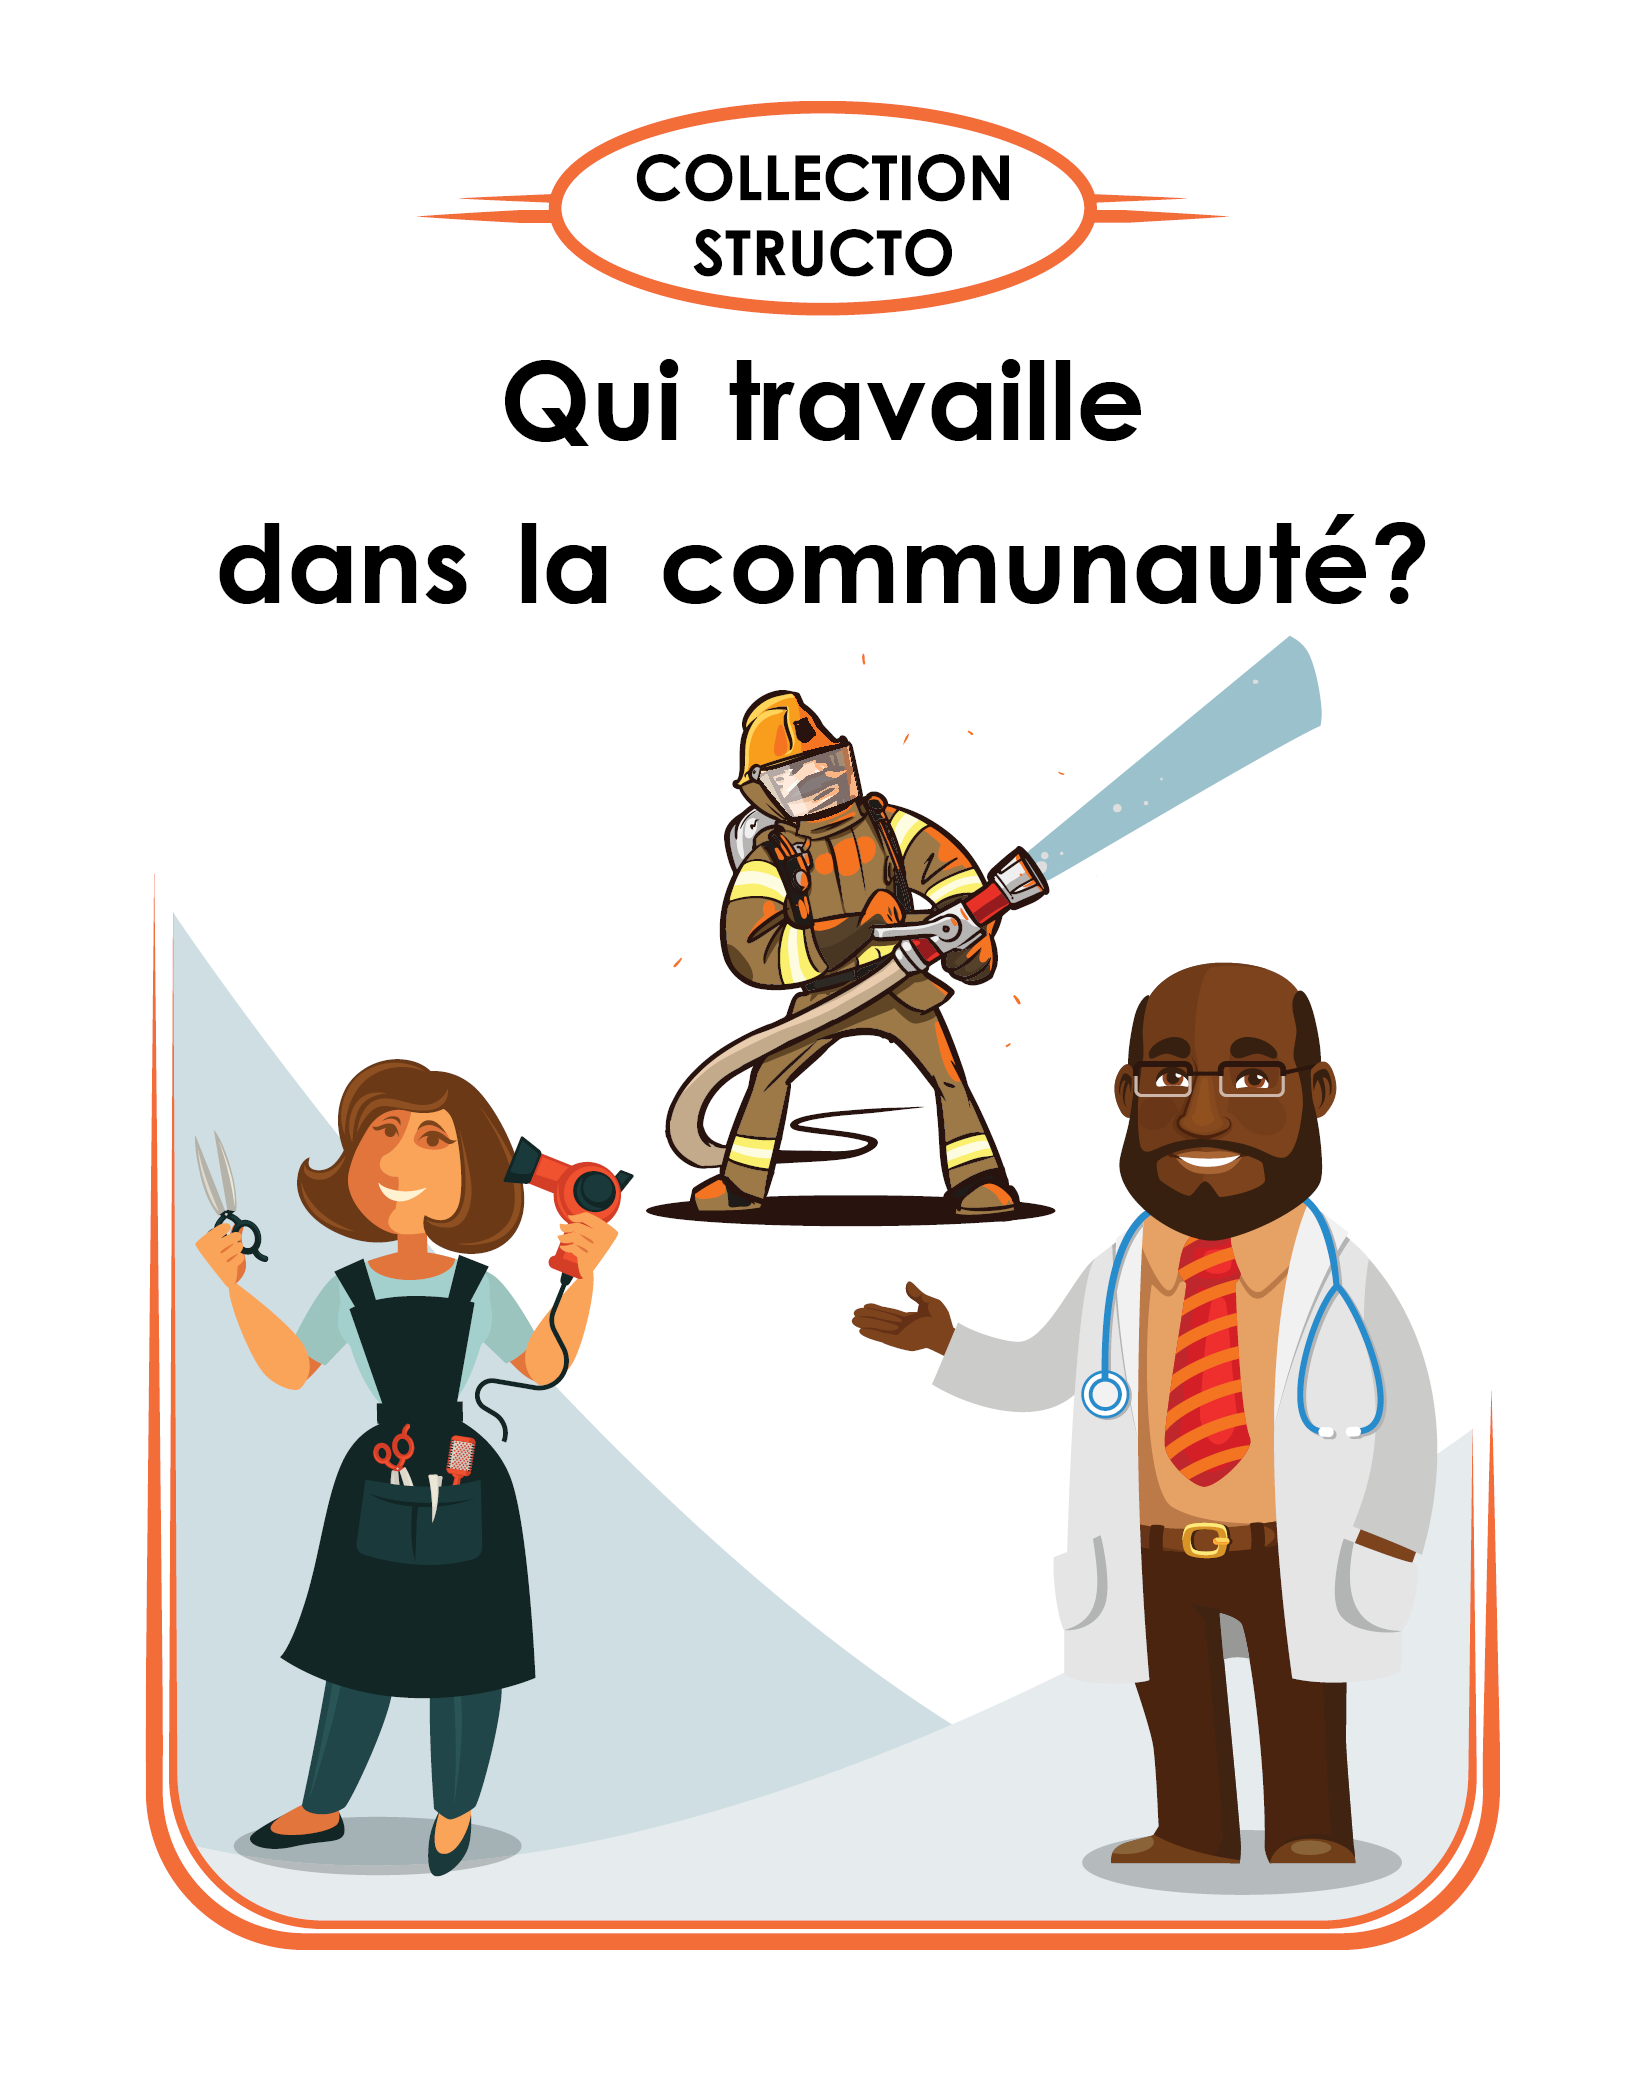 COLLECTION
STRUCTO
Qui travaille
dans la communauté?